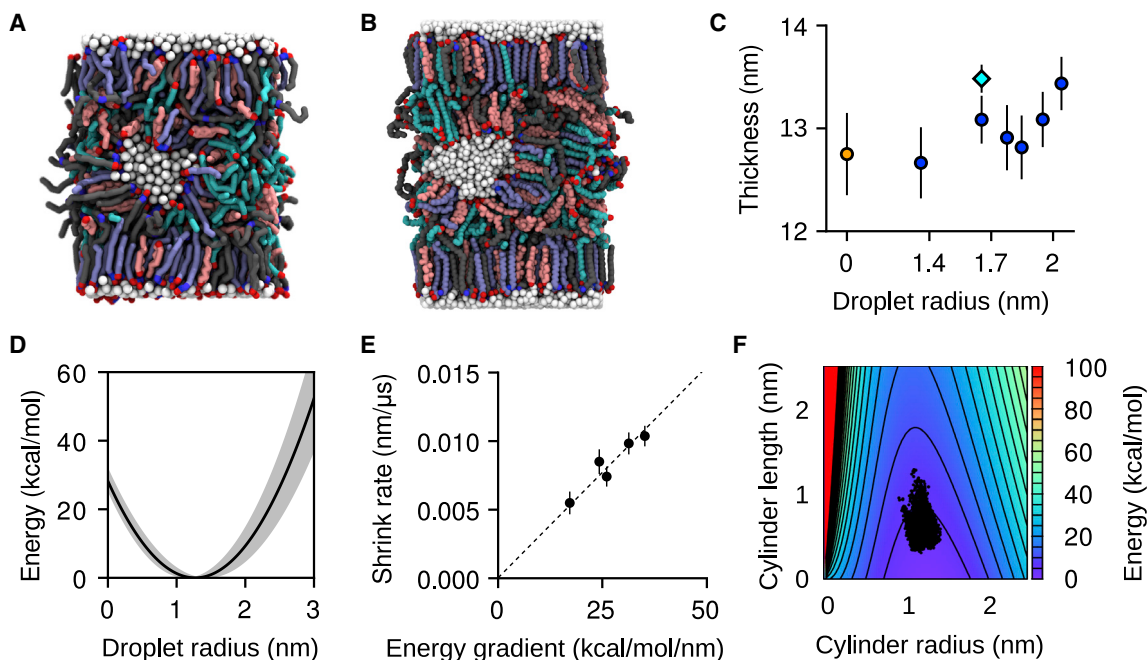 A
B
C
14
13
12
Thickness (nm)
0
1.4
1.7
2
Droplet radius (nm)
D
60
40
20
0
Energy (kcal/mol)
0
1
2
3
Droplet radius (nm)
E
0.015
0.010
0.005
0.000
Shrink rate (nm/μs)
0
25
50
Energy gradient (kcal/mol/nm)
F
2
1
0
Cylinder length (nm)
0
1
2
Cylinder radius (nm)
100
80
60
40
20
0
Energy (kcal/mol)